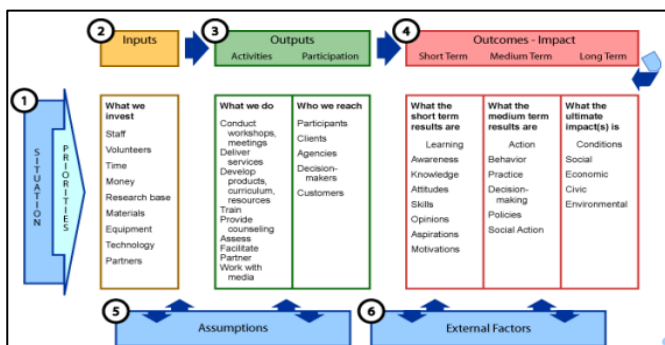 1
SITUATION
PRIORITIES
2
Inputs
What we
invest
Staff
Volunteers
Time
Money
Research base
Materials
Equipment
Technology
Partners
3
Outputs
Activities Participation
What we do
Conduct
workshops,
meetings
Deliver
services
Develop
products,
curriculum,
resources
Train
Provide
counseling
Assess
Facilitate
Partner
Work with
media
Who we reach
Participants
Clients
Agencies
Decision-
makers
Customers
4
Outcomes - Impact
Short Term Medium Term Long Term
What the
short term
results are
Learning
Awareness
Knowledge
Attitudes
Skills
Opinions
Aspirations
Motivations
What the
medium term
results are
Action
Behavior
Practice
Decision-
making
Policies
Social Action
What the
ultimate
impact(s) is
Conditions
Social
Economic
Civic
Environmental
5
Assumptions
6
External Factors